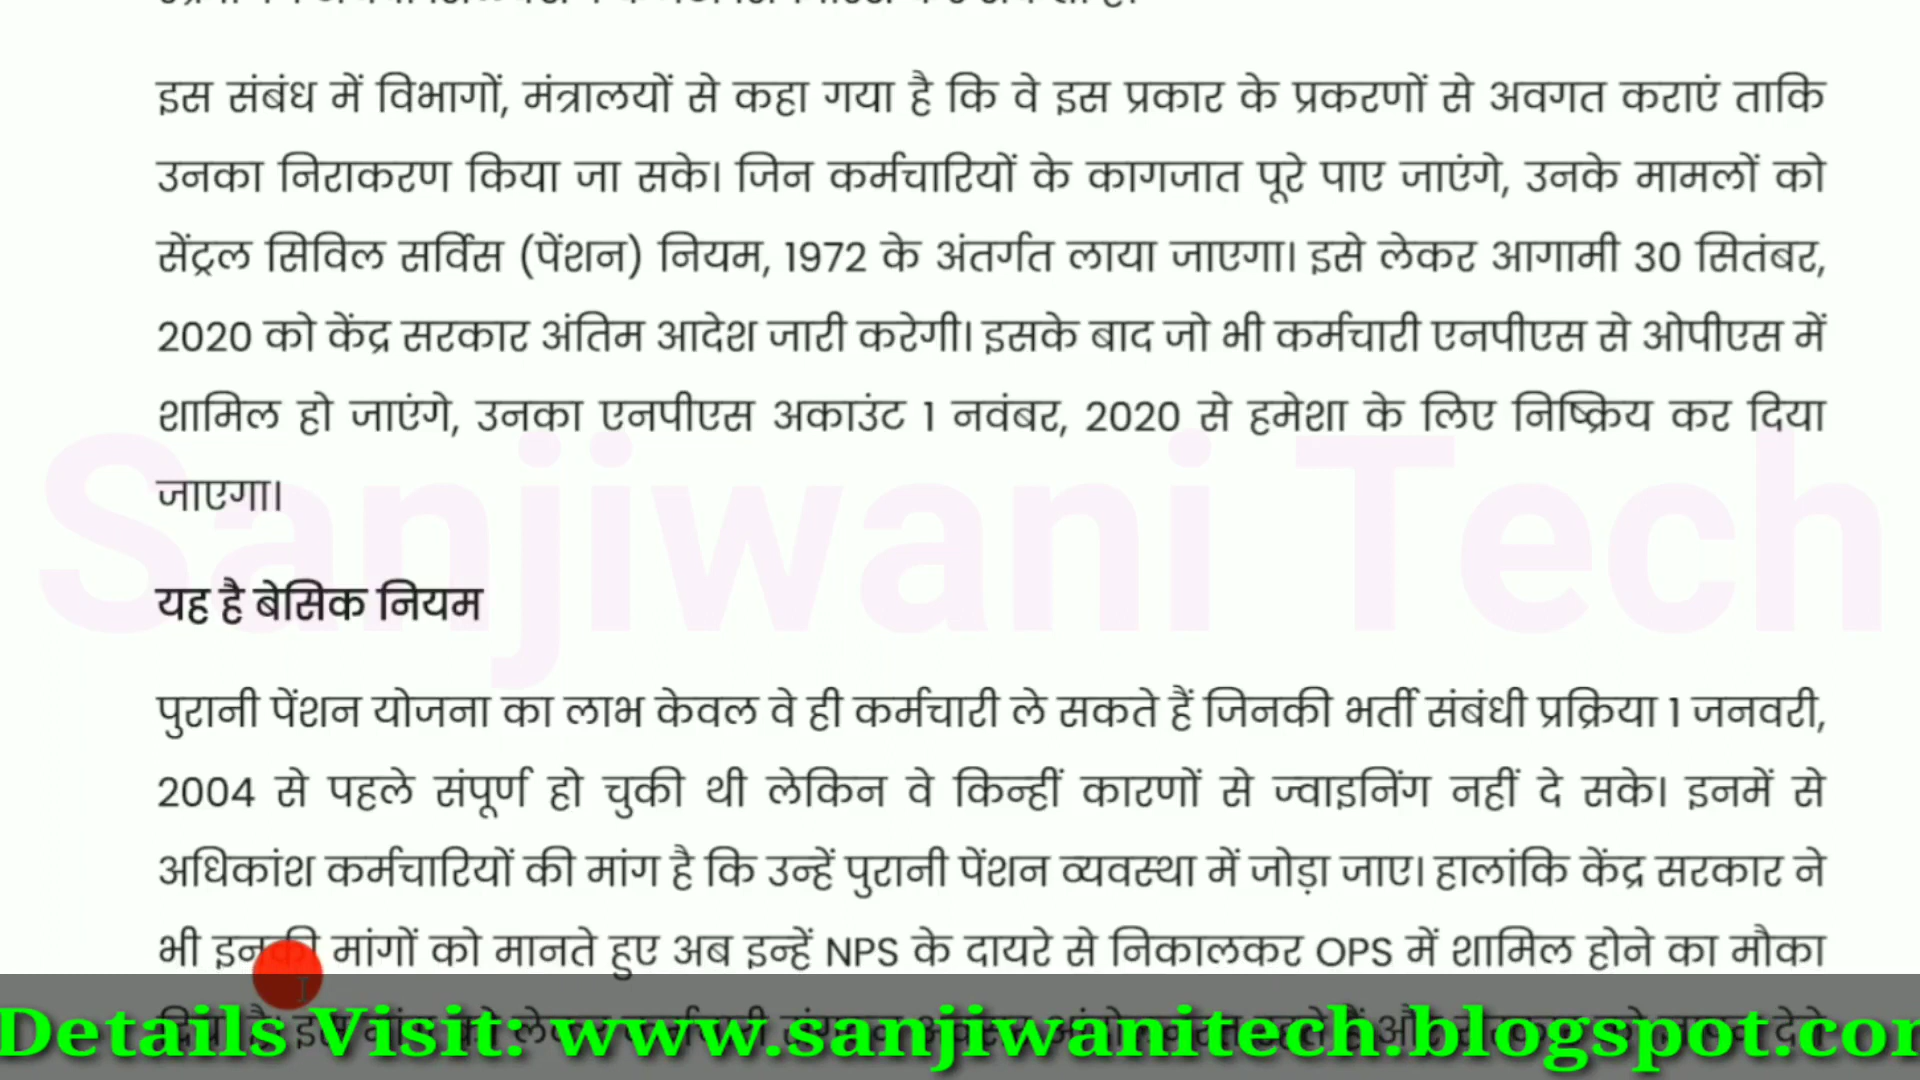 इस संबंध में विभागों, मंत्रालयों से कहा गया है कि वे इस प्रकार के प्रकरणों से अवगत कराएं ताकि
उनका निराकरण किया जा सके। जिन कर्मचारियों के कागजात पूरे पाए जाएंगे, उनके मामलों को
सेंट्रल सिविल सर्विस (पेंशन) नियम, 1972 के अंतर्गत लाया जाएगा। इसे लेकर आगामी 30 सितंबर,
2020 को केंद्र सरकार अंतिम आदेश जारी करेगी। इसके बाद जो भी कर्मचारी एनपीएस से ओपीएस में
शामिल हो जाएंगे, उनका एनपीएस अकाउंट 1 नवंबर, 2020 से हमेशा के लिए निष्क्रिय कर दिया
जाएगा।
Sanjiwani Tech
यह है बेसिक नियम
पुरानी पेंशन योजना का लाभ केवल वे ही कर्मचारी ले सकते हैं जिनकी भर्ती संबंधी प्रक्रिया 1 जनवरी,
2004 से पहले संपूर्ण हो चुकी थी लेकिन वे किन्हीं कारणों से ज्वाइनिंग नहीं दे सके। इनमें से
अधिकांश कर्मचारियों की मांग है कि उन्हें पुरानी पेंशन व्यवस्था में जोड़ा जाए। हालांकि केंद्र सरकार ने
भी इनकी मांगों को मानते हुए अब इन्हें NPS के दायरे से निकालकर OPS में शामिल होने का मौका
Details Visit: www.sanjiwanitech.blogspot.com